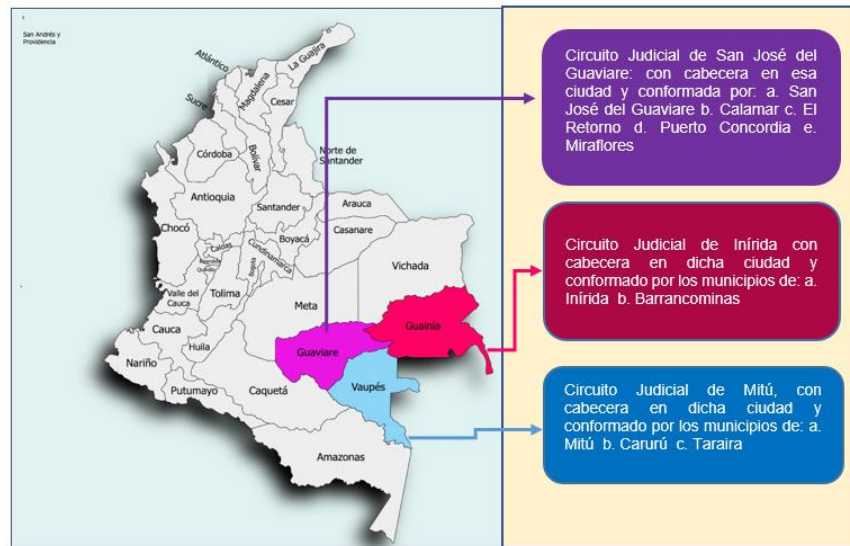 San Andrés y
Providencia
Atlántico
La Guajira
Magdalena
Cesar
Sucre
Norte de
Santander
Córdoba
Bolívar
Antioquia
Santander
Arauca
Chocó
Boyacá
Casanare
Caldas
Cundinamarca
Vichada
Quindío
Bogotá
Valle del
Cauca
Tolima
Meta
Cauca
Huila
Guaviare
Guainía
Nariño
Vaupés
Putumayo
Caquetá
Amazonas
Circuito Judicial de San José del
Guaviare: con cabecera en esa
ciudad y conformada por: a. San
José del Guaviare b. Calamar c. El
Retorno d. Puerto Concordia e.
Miraflores
Circuito Judicial de Inírida con
cabecera en dicha ciudad y
conformado por los municipios de: a.
Inírida b. Barrancominas
Circuito Judicial de Mitú, con
cabecera en dicha ciudad y
conformado por los municipios de: a.
Mitú b. Carurú c. Taraira